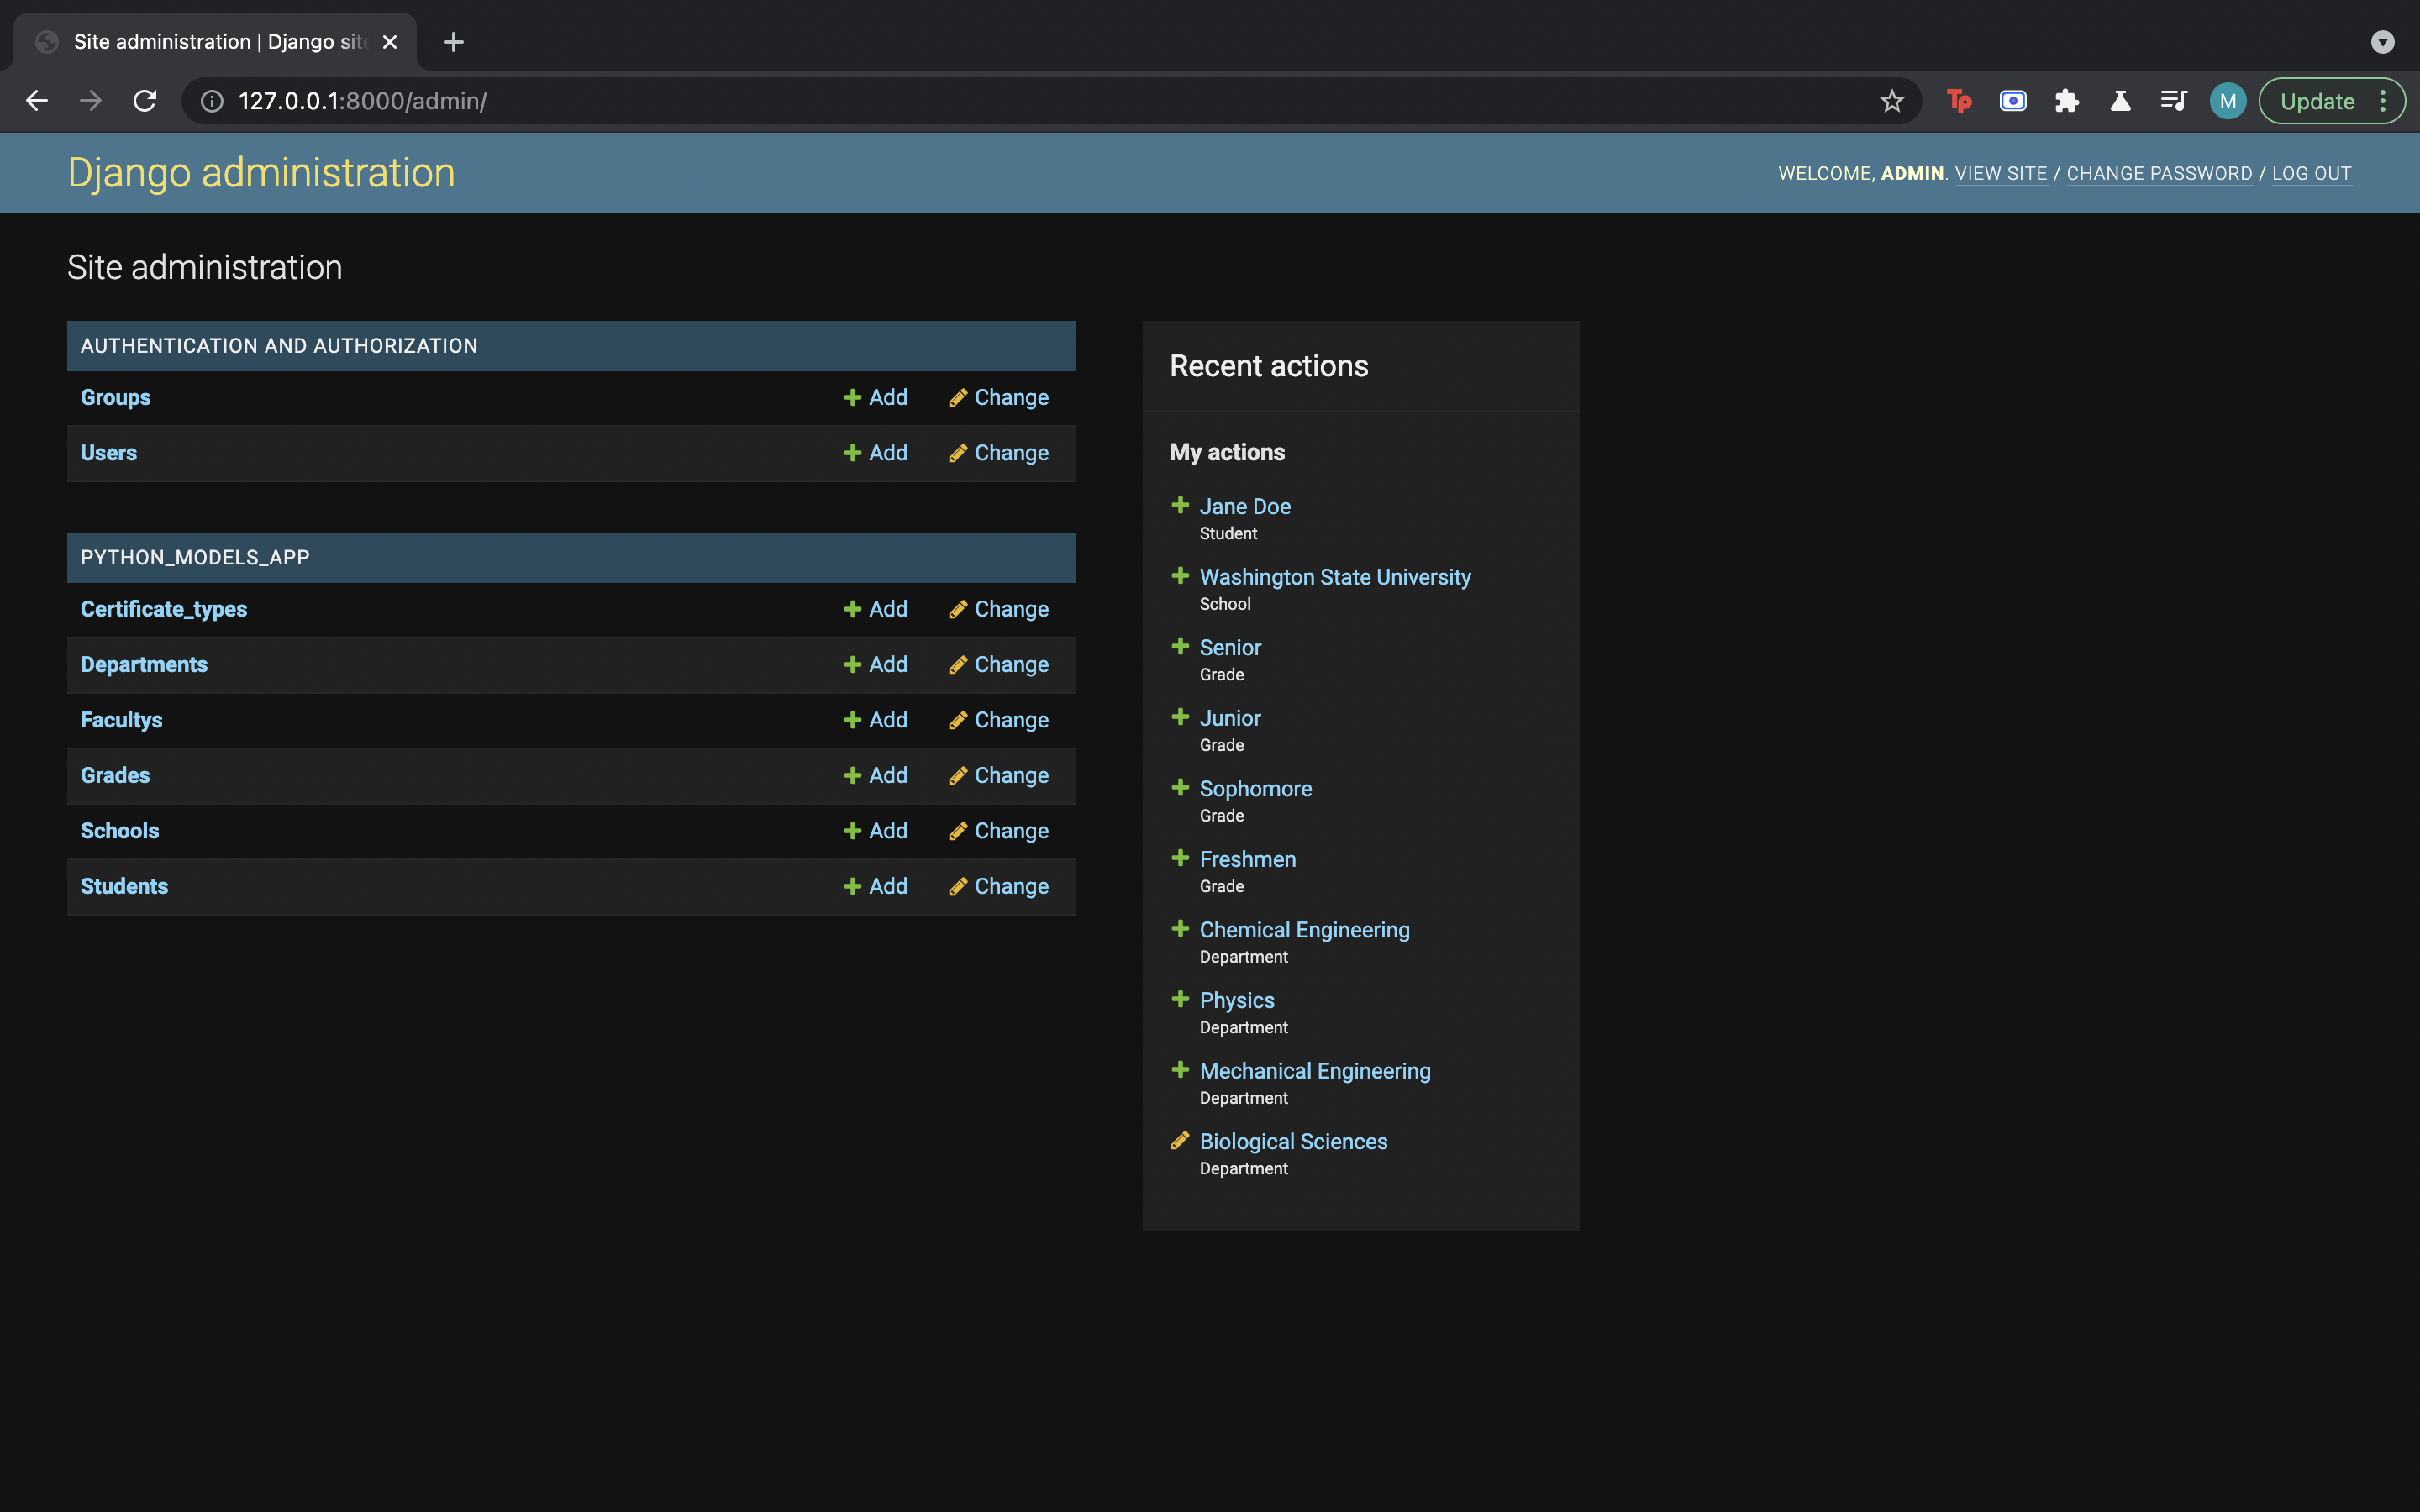 Site administration | Django sit
127.0.0.1:8000/admin/
Tp
M
Update
Django administration
WELCOME, ADMIN. VIEW SITE / CHANGE PASSWORD / LOG OUT
Site administration
AUTHENTICATION AND AUTHORIZATION
Groups Add Change
Users Add Change
PYTHON_MODELS_APP
Certificate_types Add Change
Departments Add Change
Facultys Add Change
Grades Add Change
Schools Add Change
Students Add Change
Recent actions
My actions
Jane Doe
Student
Washington State University
School
Senior
Grade
Junior
Grade
Sophomore
Grade
Freshmen
Grade
Chemical Engineering
Department
Physics
Department
Mechanical Engineering
Department
Biological Sciences
Department